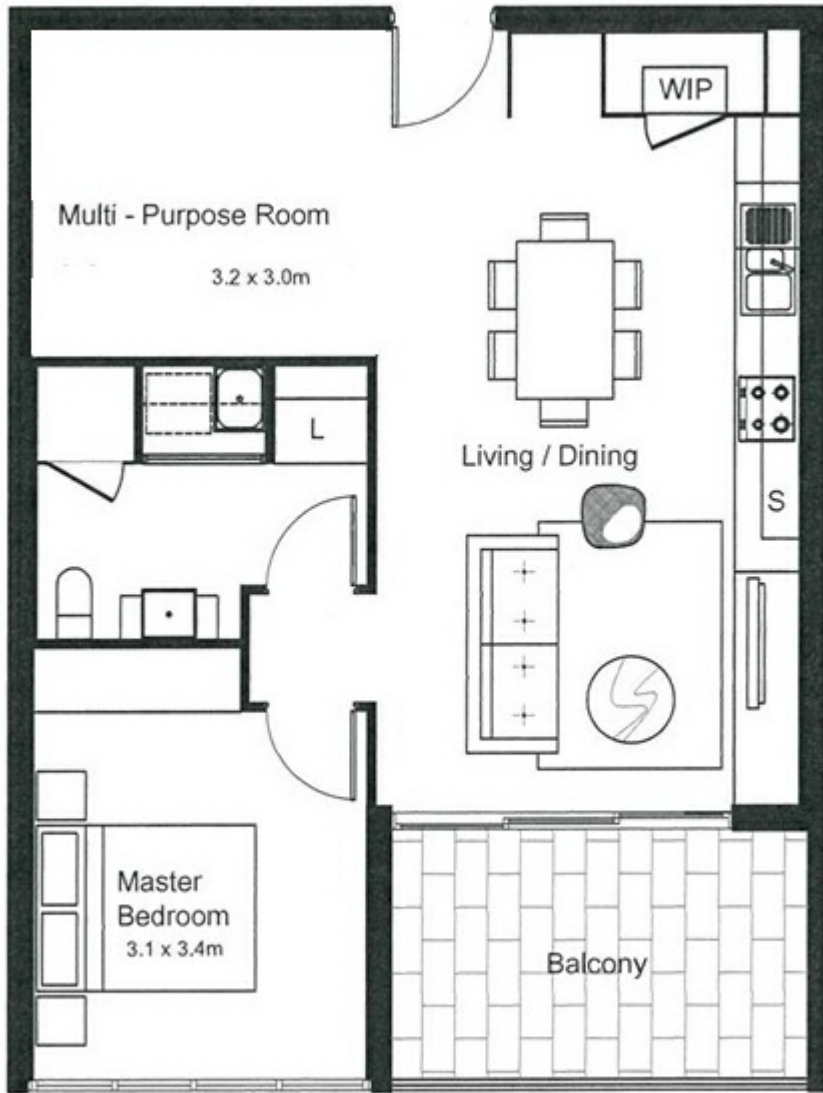 WIP
Multi - Purpose Room
3.2 x 3.0m
L
Living / Dining
S
Master
Bedroom
3.1 x 3.4m
Balcony